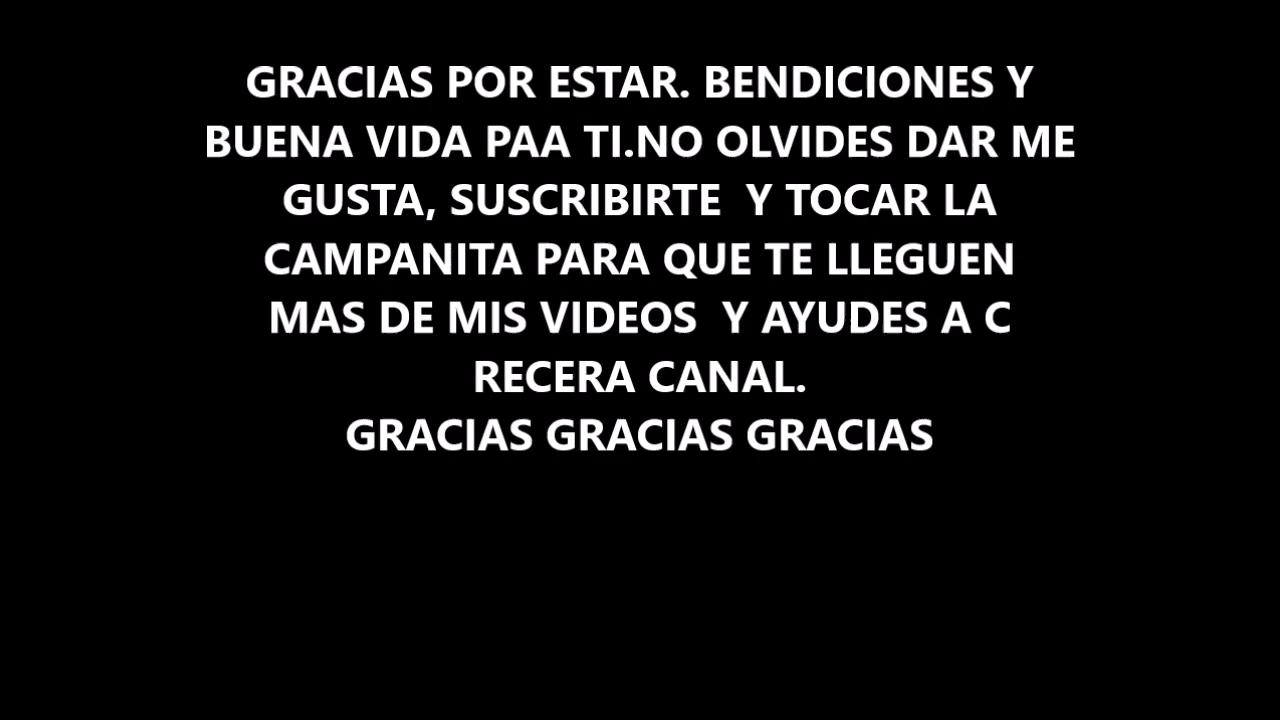 GRACIAS POR ESTAR. BENDICIONES Y
BUENA VIDA PAA TI.NO OLVIDES DAR ME
GUSTA, SUSCRIBIRTE  Y TOCAR LA
CAMPANITA PARA QUE TE LLEGUEN
MAS DE MIS VIDEOS  Y AYUDES A C
RECERA CANAL.
GRACIAS GRACIAS GRACIAS